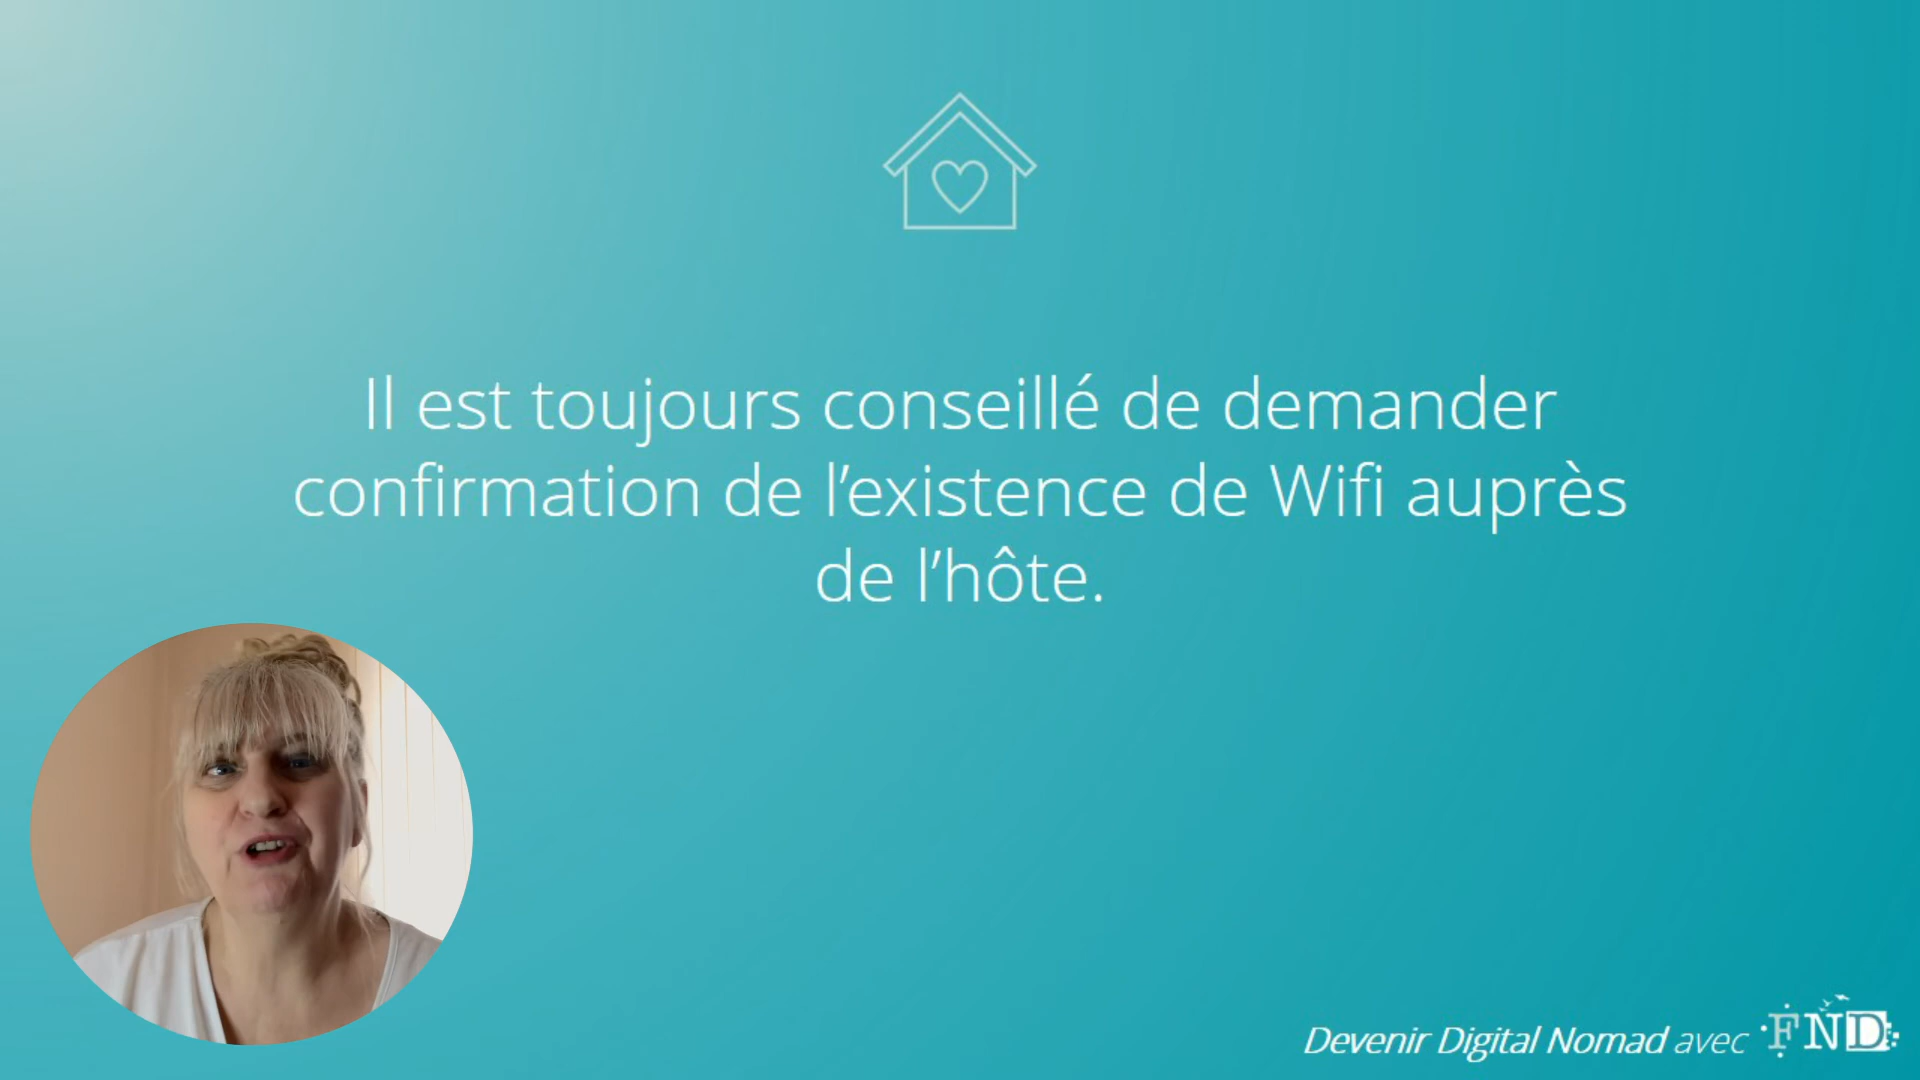 Il est toujours conseillé de demander
confirmation de l’existence de Wifi auprès
de l’hôte.
Devenir Digital Nomad avec FND